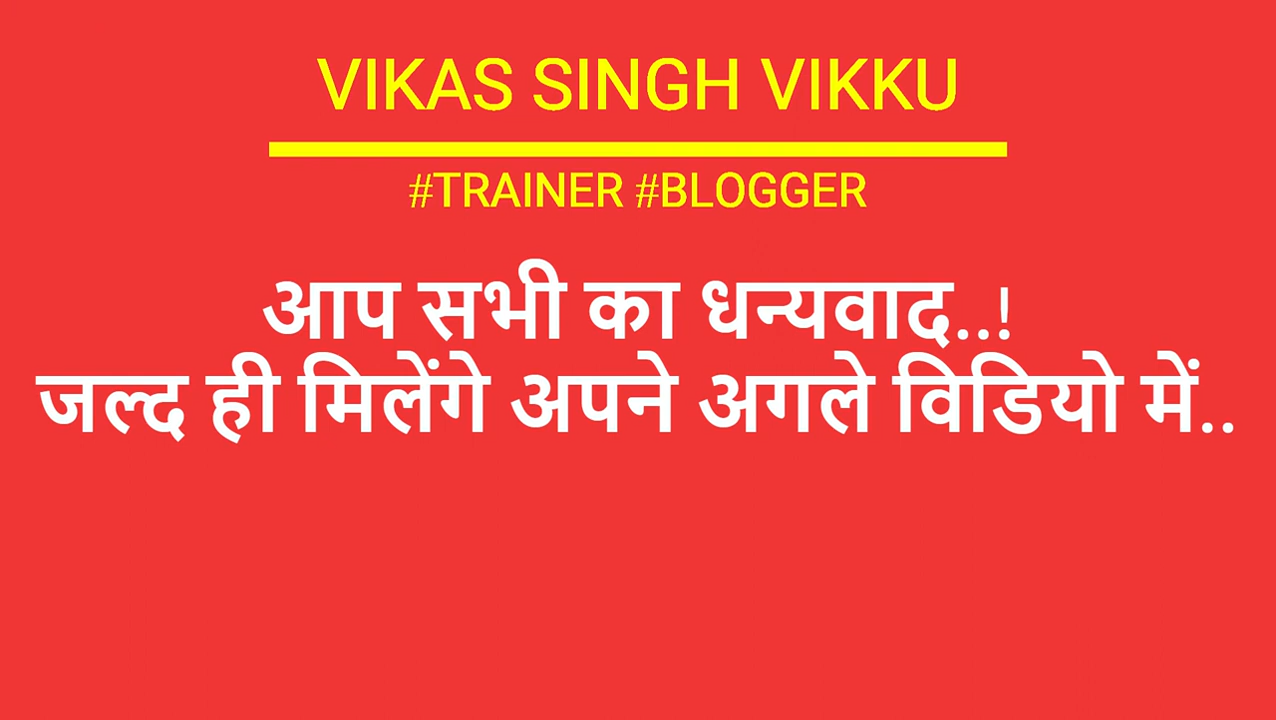 VIKAS SINGH VIKKU
#TRAINER #BLOGGER
आप सभी का धन्यवाद..!
जल्द ही मिलेंगे अपने अगले विडियो में..